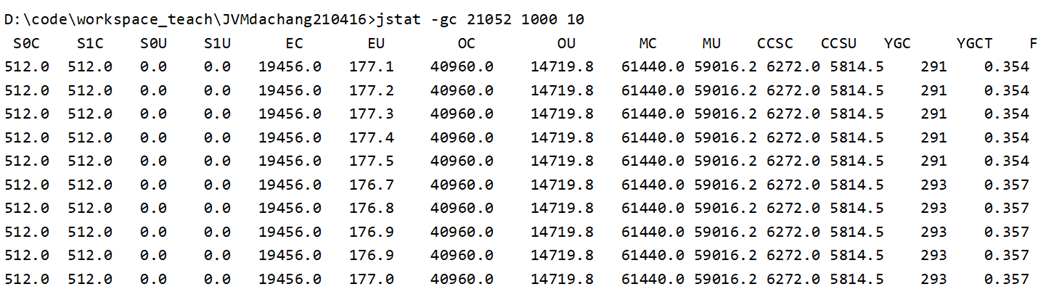 D:\code\workspace_teach\JVMdachang210416>jstat -gc 21052 1000 10
S0C S1C S0U S1U EC EU OC OU MC MU CCSC CCSU YGC YGCT F
512.0 512.0 0.0 0.0 19456.0 177.1 40960.0 14719.8 61440.0 59016.2 6272.0 5814.5 291 0.354
512.0 512.0 0.0 0.0 19456.0 177.2 40960.0 14719.8 61440.0 59016.2 6272.0 5814.5 291 0.354
512.0 512.0 0.0 0.0 19456.0 177.3 40960.0 14719.8 61440.0 59016.2 6272.0 5814.5 291 0.354
512.0 512.0 0.0 0.0 19456.0 177.4 40960.0 14719.8 61440.0 59016.2 6272.0 5814.5 291 0.354
512.0 512.0 0.0 0.0 19456.0 177.5 40960.0 14719.8 61440.0 59016.2 6272.0 5814.5 291 0.354
512.0 512.0 0.0 0.0 19456.0 176.7 40960.0 14719.8 61440.0 59016.2 6272.0 5814.5 293 0.357
512.0 512.0 0.0 0.0 19456.0 176.8 40960.0 14719.8 61440.0 59016.2 6272.0 5814.5 293 0.357
512.0 512.0 0.0 0.0 19456.0 176.9 40960.0 14719.8 61440.0 59016.2 6272.0 5814.5 293 0.357
512.0 512.0 0.0 0.0 19456.0 176.9 40960.0 14719.8 61440.0 59016.2 6272.0 5814.5 293 0.357
512.0 512.0 0.0 0.0 19456.0 177.0 40960.0 14719.8 61440.0 59016.2 6272.0 5814.5 293 0.357